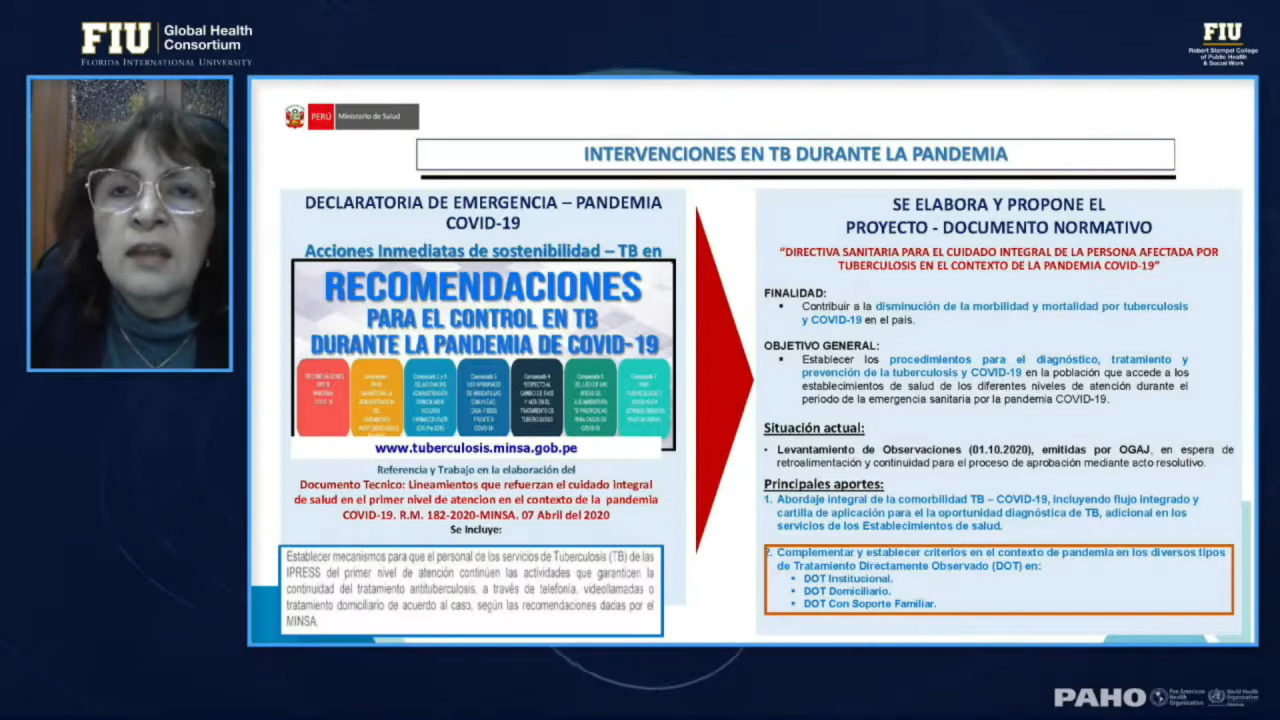 FIU
Global Health
Consortium
FLORIDA INTERNATIONAL UNIVERSITY
FIU
Robert Stempel College
of Public Health
& Social Work
PERÚ
Ministerio de Salud
INTERVENCIONES EN TB DURANTE LA PANDEMIA
DECLARATORIA DE EMERGENCIA – PANDEMIA
COVID-19
Acciones Inmediatas de sostenibilidad – TB en
RECOMENDACIONES
PARA EL CONTROL EN TB
DURANTE LA PANDEMIA DE COVID-19
www.tuberculosis.minsa.gob.pe
Referencia y Trabajo en la elaboración del
Documento Tecnico: Lineamientos que refuerzan el cuidado integral
de salud en el primer nivel de atencion en el contexto de la pandemia
COVID-19. R.M. 182-2020-MINSA. 07 Abril del 2020
Se Incluye:
Establecer mecanismos para que el personal de los servicios de Tuberculosis (TB) de las
IPRESS del primer nivel de atención continúen las actividades que garanticen la
continuidad del tratamiento antituberculosis, a través de telefonía, videollamadas o
tratamiento domiciliario de acuerdo al caso, según las recomendaciones dadas por el
MINSA.
SE ELABORA Y PROPONE EL
PROYECTO - DOCUMENTO NORMATIVO
“DIRECTIVA SANITARIA PARA EL CUIDADO INTEGRAL DE LA PERSONA AFECTADA POR
TUBERCULOSIS EN EL CONTEXTO DE LA PANDEMIA COVID-19”
FINALIDAD:
▪ Contribuir a la disminución de la morbilidad y mortalidad por tuberculosis
y COVID-19 en el país.
OBJETIVO GENERAL:
▪ Establecer los procedimientos para el diagnóstico, tratamiento y
prevención de la tuberculosis y COVID-19 en la población que accede a los
establecimientos de salud de los diferentes niveles de atención durante el
periodo de la emergencia sanitaria por la pandemia COVID-19.
Situación actual:
• Levantamiento de Observaciones (01.10.2020), emitidas por OGAJ, en espera de
retroalimentación y continuidad para el proceso de aprobación mediante acto resolutivo.
Principales aportes:
1. Abordaje integral de la comorbilidad TB – COVID-19, incluyendo flujo integrado y
cartilla de aplicación para el oportunidad diagnóstica de TB, adicional en los
servicios de los Establecimientos de salud.
2. Complementar y establecer criterios en el contexto de pandemia en los diversos tipos
de Tratamiento Directamente Observado (DOT) en:
• DOT Institucional.
• DOT Domiciliario.
• DOT Con Soporte Familiar.
PAHO
Pan American
Health
Organization
World Health
Organization